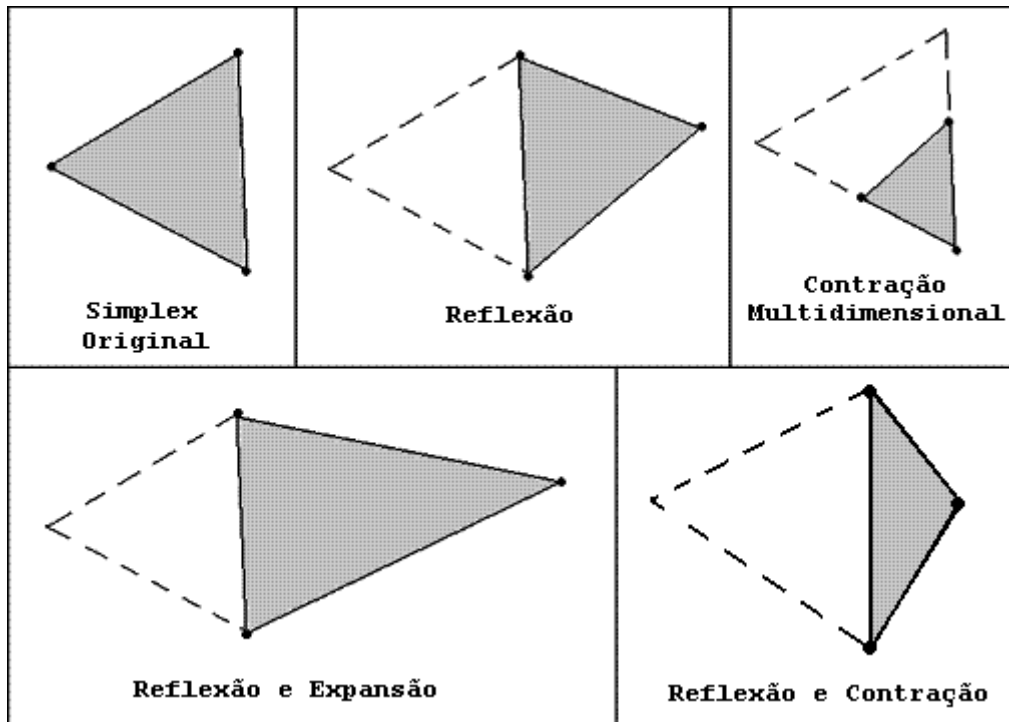 Simplex
Original
Reflexão
Contração
Multidimensional
Reflexão e Expansão
Reflexão e Contração